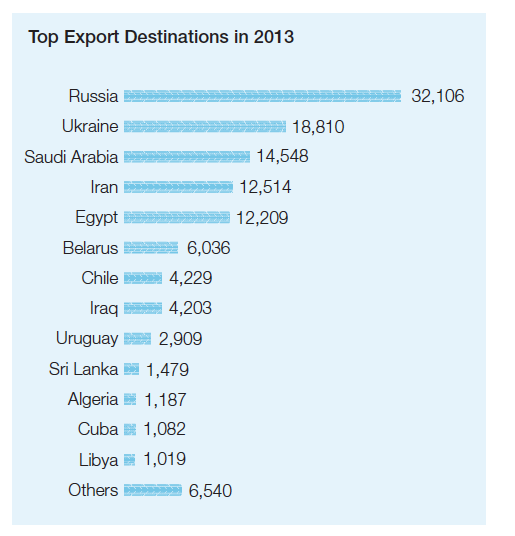 Top Export Destinations in 2013
Russia 32,106
Ukraine 18,810
Saudi Arabia 14,548
Iran 12,514
Egypt 12,209
Belarus 6,036
Chile 4,229
Iraq 4,203
Uruguay 2,909
Sri Lanka 1,479
Algeria 1,187
Cuba 1,082
Libya 1,019
Others 6,540